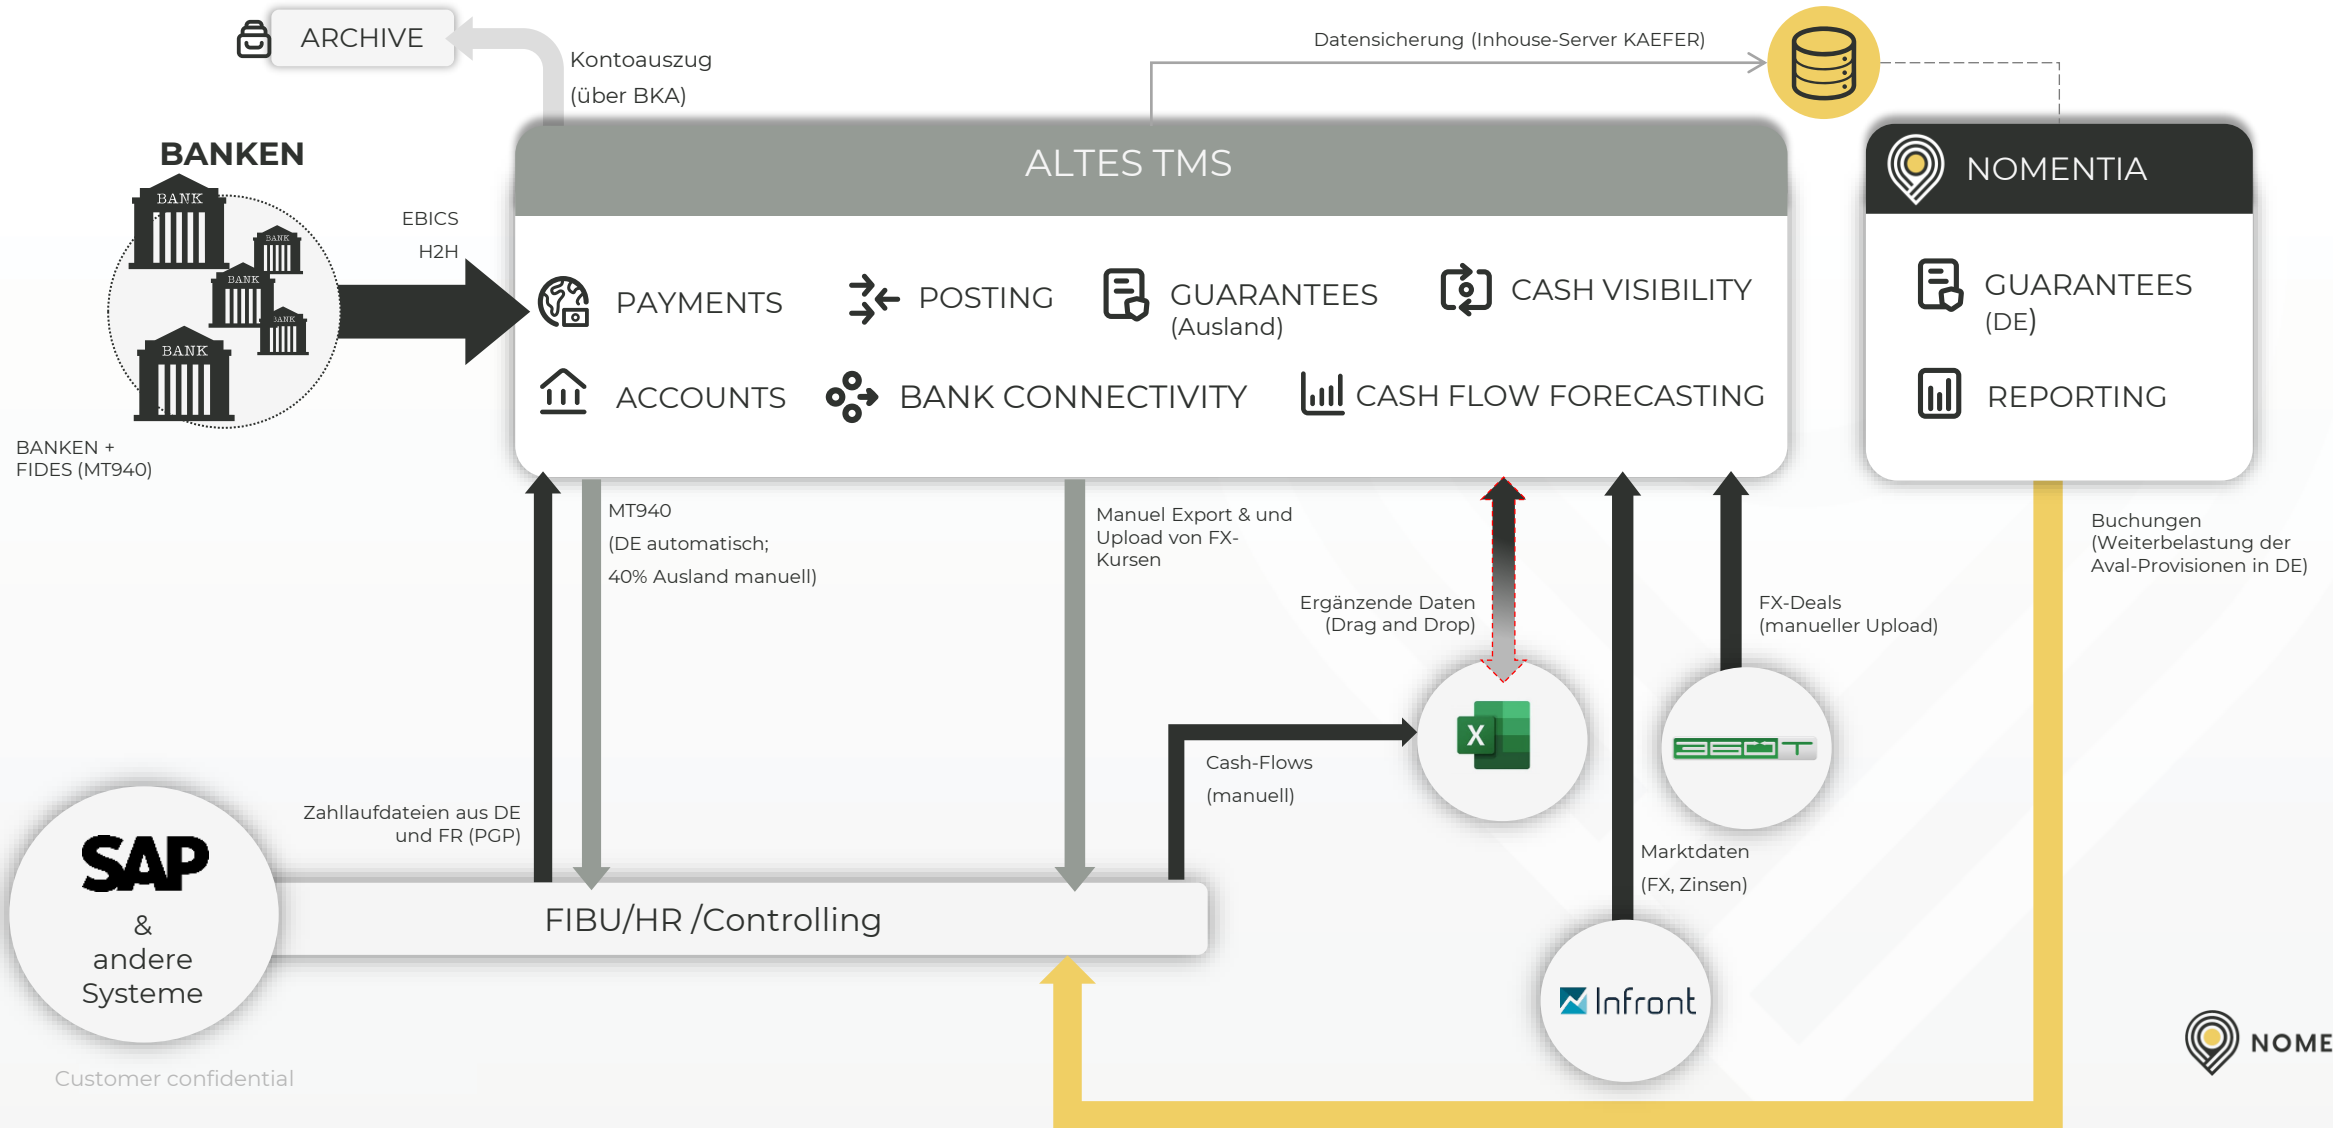 ARCHIVE
Kontoauszug
(über BKA)
Datensicherung (Inhouse-Server KAEFER)
BANKEN
BANK
BANK
BANK
BANK
BANK
BANKEN +
FIDES (MT940)
EBICS
H2H
ALTES TMS
PAYMENTS
POSTING
GUARANTEES
(Ausland)
CASH VISIBILITY
ACCOUNTS
BANK CONNECTIVITY
CASH FLOW FORECASTING
NOMENTIA
GUARANTEES
(DE)
REPORTING
MT940
(DE automatisch;
40% Ausland manuell)
Manuel Export & und
Upload von FX-
Kursen
Ergänzende Daten
(Drag and Drop)
FX-Deals
(manueller Upload)
Buchungen
(Weiterbelastung der
Aval-Provisionen in DE)
X
360T
Cash-Flows
(manuell)
Zahllaufdateien aus DE
und FR (PGP)
Marktdaten
(FX, Zinsen)
SAP
&
andere
Systeme
FIBU/HR /Controlling
Infront
Customer confidential
NOME